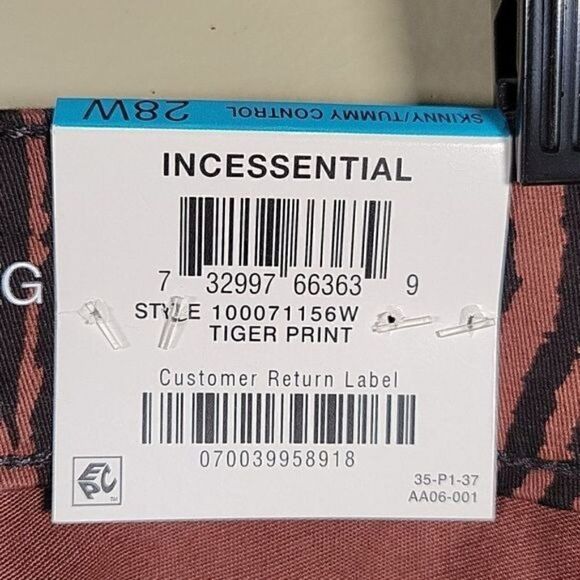 28W SKINNY/TUMMY CONTROL
INCESSENTIAL
7 32997 66363 9
STYLE 100071156W
TIGER PRINT
Customer Return Label
070039958918
EPC TM
35-P1-37
AA06-001
G